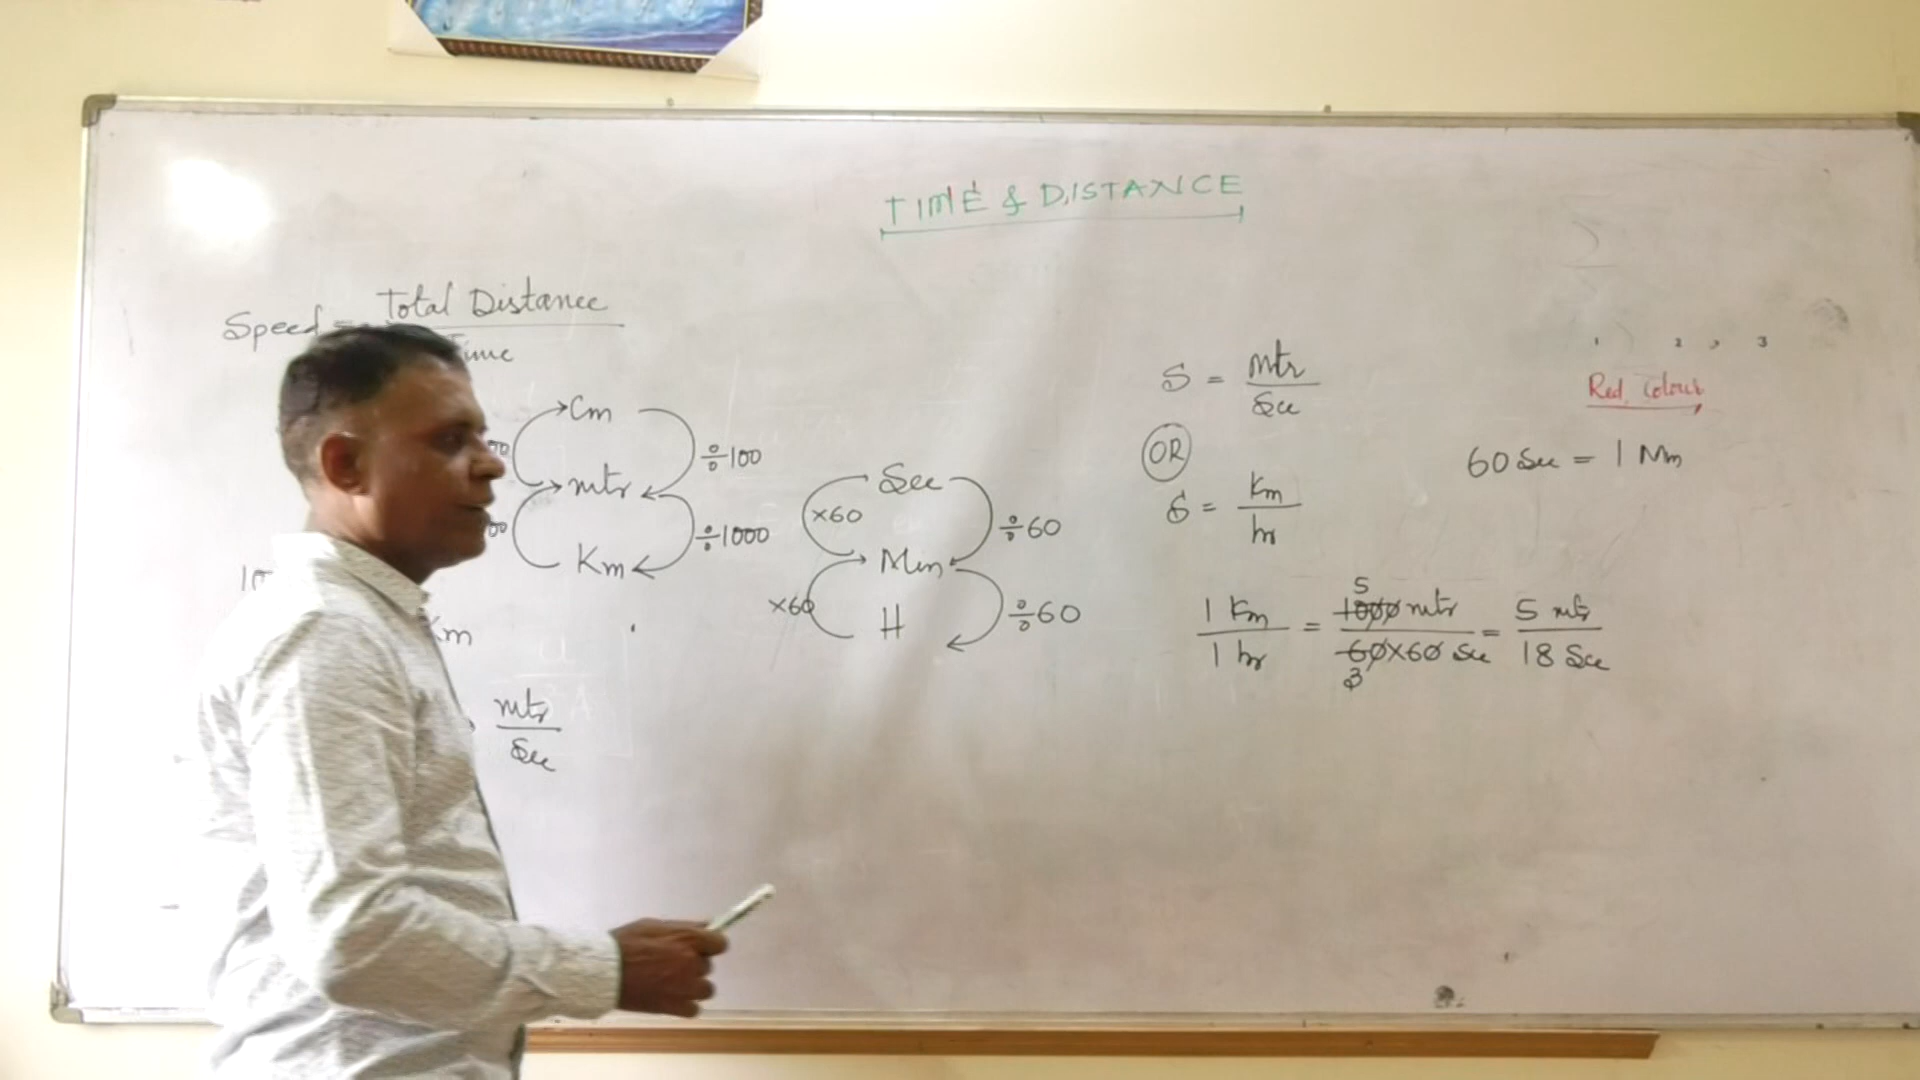 TIME & DISTANCE
Speed = Total Distance
Time
Cm
÷100
mtr
÷1000
Km
Sec
×60
÷60
Min
×60
÷60
H
Km
mtr
Sec
S = mtr
Sec
OR
S = Km
hr
1 2 , 3
Red Colour
60 Sec = 1 Min
5
1 Km = 1000 mtr = 5 mtr
1 hr 60×60 Sec 18 Sec
3